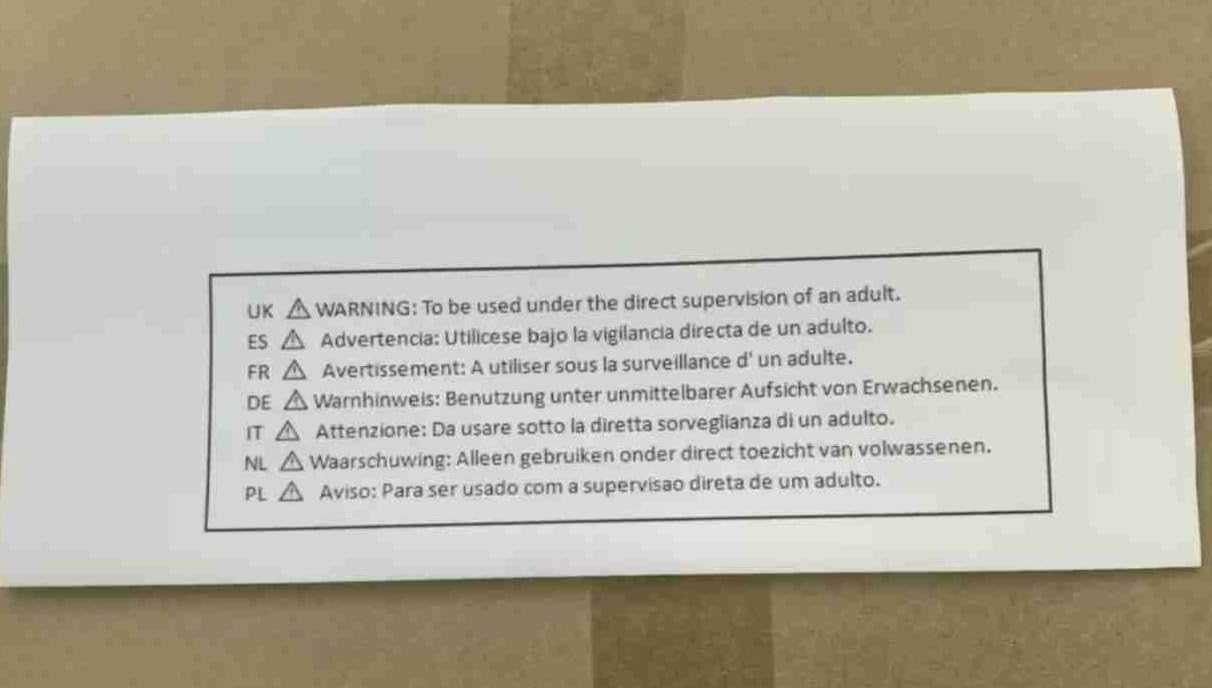 UK ⚠ WARNING: To be used under the direct supervision of an adult.
ES ⚠ Advertencia: Utilicese bajo la vigilancia directa de un adulto.
FR ⚠ Avertissement: A utiliser sous la surveillance d' un adulte.
DE ⚠ Warnhinweis: Benutzung unter unmittelbarer Aufsicht von Erwachsenen.
IT ⚠ Attenzione: Da usare sotto la diretta sorveglianza di un adulto.
NL ⚠ Waarschuwing: Alleen gebruiken onder direct toezicht van volwassenen.
PL ⚠ Aviso: Para ser usado com a supervisao direta de um adulto.